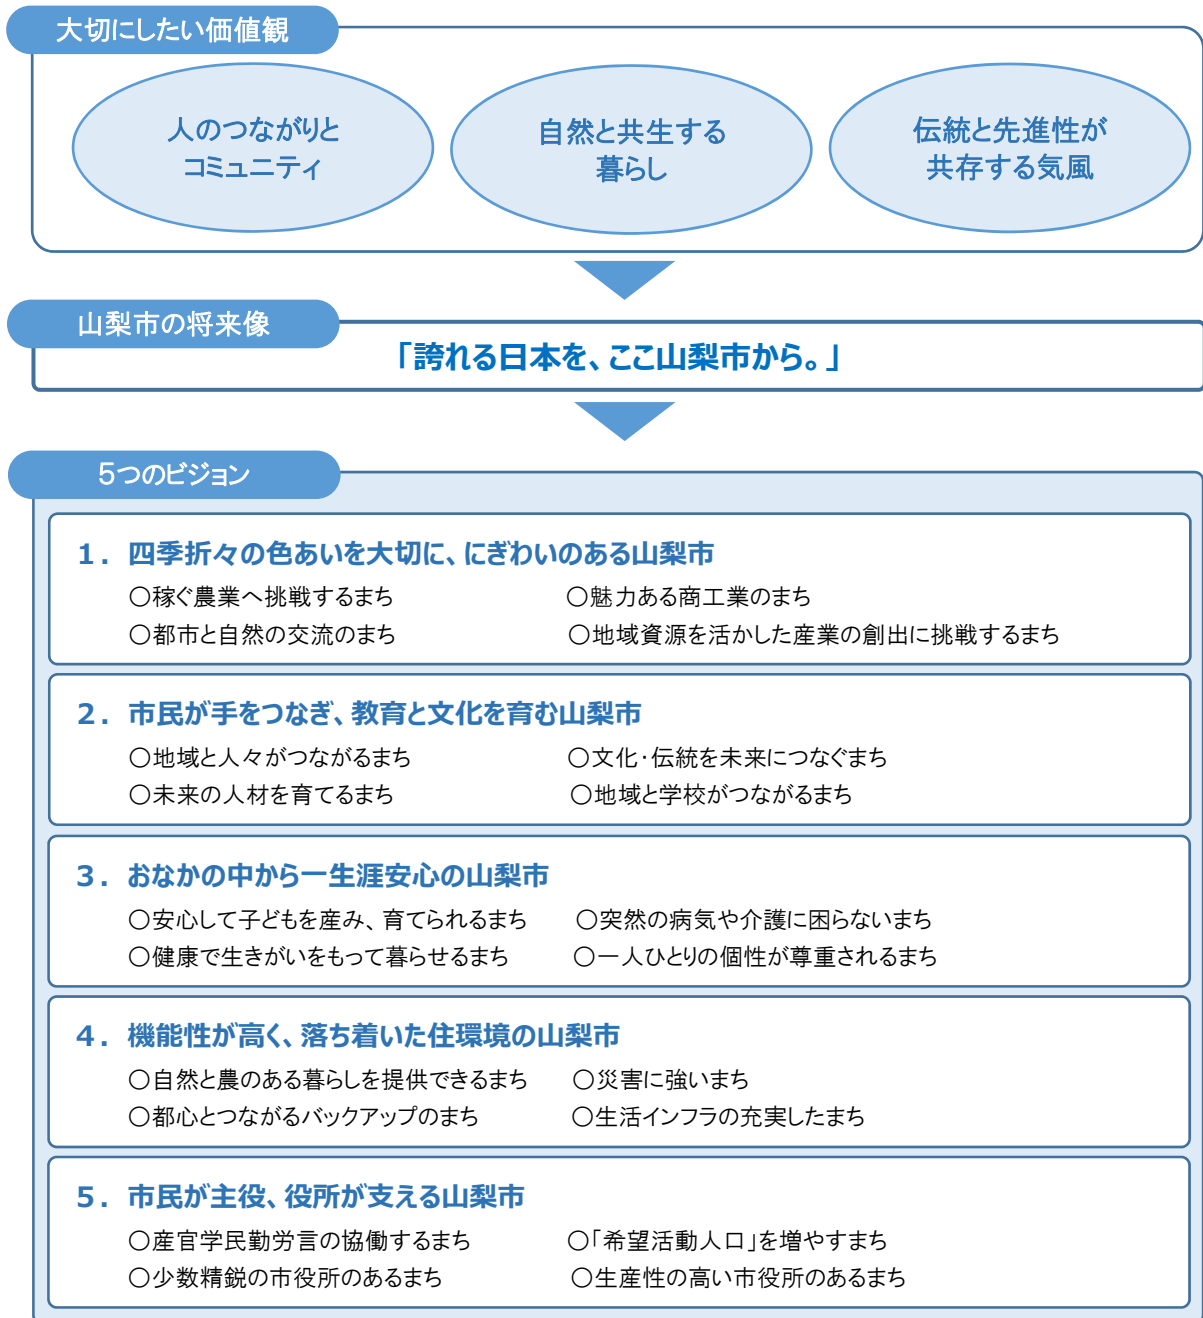 大切にしたい価値観
人のつながりと
コミュニティ
自然と共生する
暮らし
伝統と先進性が
共存する気風
山梨市の将来像
「誇れる日本を、ここ山梨市から。」
5つのビジョン
1. 四季折々の色あいを大切に、にぎわいのある山梨市
○稼ぐ農業へ挑戦するまち ○魅力ある商工業のまち
○都市と自然の交流のまち ○地域資源を活かした産業の創出に挑戦するまち
2. 市民が手をつなぎ、教育と文化を育む山梨市
○地域と人々がつながるまち ○文化・伝統を未来につなぐまち
○未来の人材を育てるまち ○地域と学校がつながるまち
3. おなかの中から一生涯安心の山梨市
○安心して子どもを産み、育てられるまち ○突然の病気や介護に困らないまち
○健康で生きがいをもって暮らせるまち ○一人ひとりの個性が尊重されるまち
4. 機能性が高く、落ち着いた住環境の山梨市
○自然と農のある暮らしを提供できるまち ○災害に強いまち
○都心とつながるバックアップのまち ○生活インフラの充実したまち
5. 市民が主役、役所が支える山梨市
○産官学民勤労言の協働するまち ○「希望活動人口」を増やすまち
○少数精鋭の市役所のあるまち ○生産性の高い市役所のあるまち